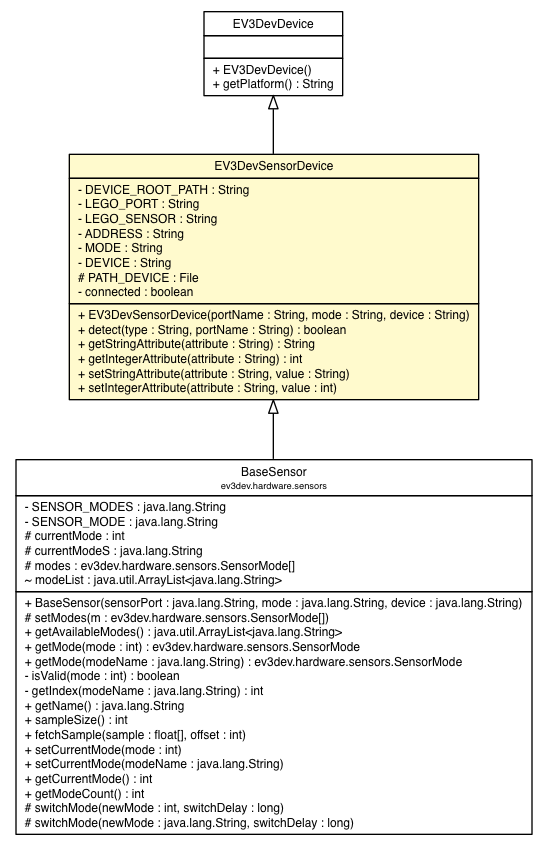 EV3DevDevice
+ EV3DevDevice()
+ getPlatform() : String
EV3DevSensorDevice
- DEVICE_ROOT_PATH : String
- LEGO_PORT : String
- LEGO_SENSOR : String
- ADDRESS : String
- MODE : String
- DEVICE : String
# PATH_DEVICE : File
- connected : boolean
+ EV3DevSensorDevice(portName : String, mode : String, device : String)
+ detect(type : String, portName : String) : boolean
+ getStringAttribute(attribute : String) : String
+ getIntegerAttribute(attribute : String) : int
+ setStringAttribute(attribute : String, value : String)
+ setIntegerAttribute(attribute : String, value : int)
BaseSensor
ev3dev.hardware.sensors
- SENSOR_MODES : java.lang.String
- SENSOR_MODE : java.lang.String
# currentMode : int
# currentModeS : java.lang.String
# modes : ev3dev.hardware.sensors.SensorMode[]
~ modeList : java.util.ArrayList<java.lang.String>
+ BaseSensor(sensorPort : java.lang.String, mode : java.lang.String, device : java.lang.String)
# setModes(m : ev3dev.hardware.sensors.SensorMode[])
+ getAvailableModes() : java.util.ArrayList<java.lang.String>
+ getMode(mode : int) : ev3dev.hardware.sensors.SensorMode
+ getMode(modeName : java.lang.String) : ev3dev.hardware.sensors.SensorMode
- isValid(mode : int) : boolean
- getIndex(modeName : java.lang.String) : int
+ getName() : java.lang.String
+ sampleSize() : int
+ fetchSample(sample : float[], offset : int)
+ setCurrentMode(mode : int)
+ setCurrentMode(modeName : java.lang.String)
+ getCurrentMode() : int
+ getModeCount() : int
# switchMode(newMode : int, switchDelay : long)
# switchMode(newMode : java.lang.String, switchDelay : long)